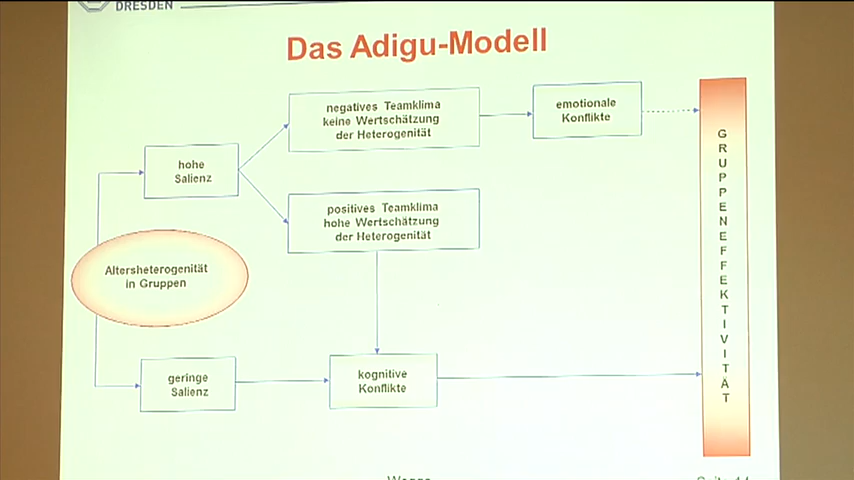 DRESDEN
Das Adigu-Modell
negatives Teamklima
keine Wertschätzung
der Heterogenität
emotionale
Konflikte
hohe
Salienz
positives Teamklima
hohe Wertschätzung
der Heterogenität
Altersheterogenität
in Gruppen
geringe
Salienz
kognitive
Konflikte
GRUPPENEFFEKTIVITÄT